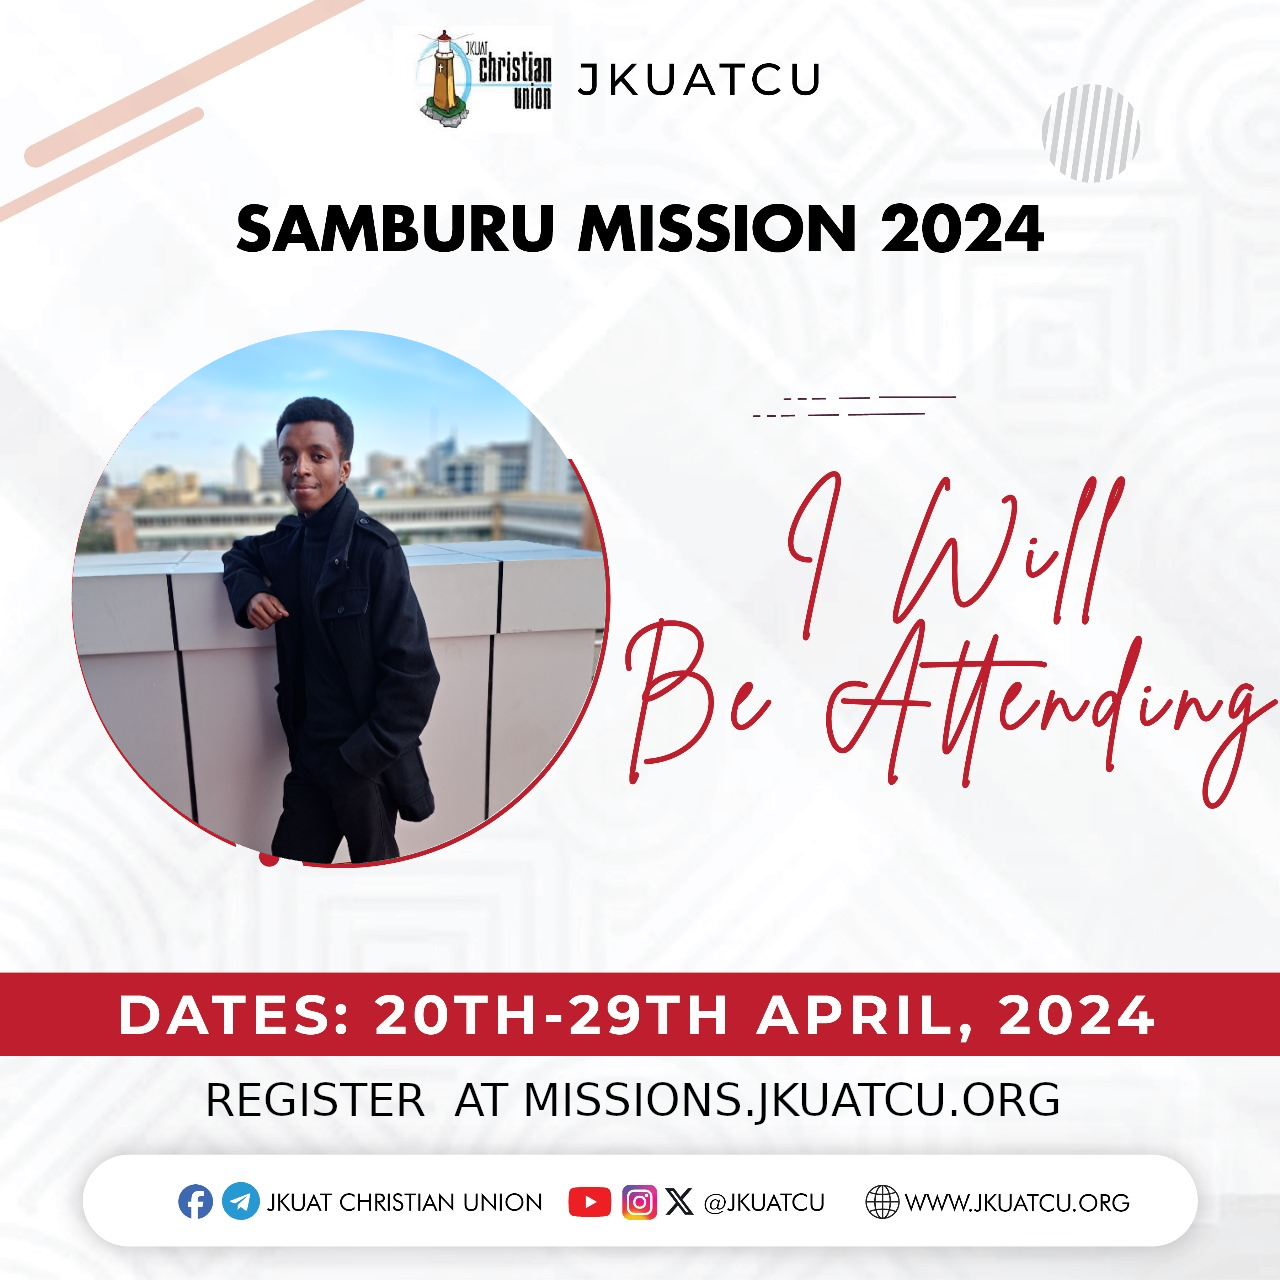 JKUAT
christian
union
JKUATCU
SAMBURU MISSION 2024
I Will
Be Attending
DATES: 20TH-29TH APRIL, 2024
REGISTER AT MISSIONS.JKUATCU.ORG
JKUAT CHRISTIAN UNION @JKUATCU WWW.JKUATCU.ORG